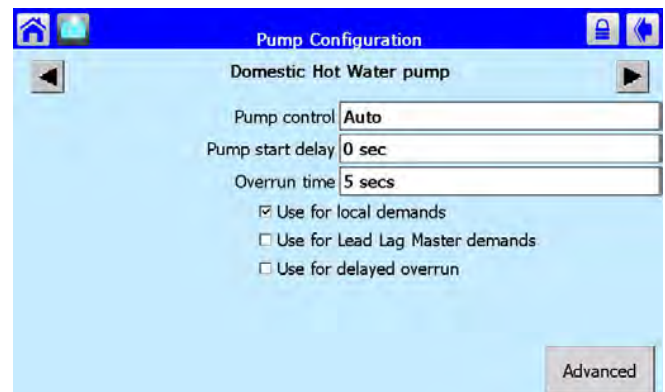 Pump Configuration
Domestic Hot Water pump
Pump control Auto
Pump start delay 0 sec
Overrun time 5 secs
Use for local demands
Use for Lead Lag Master demands
Use for delayed overrun
Advanced